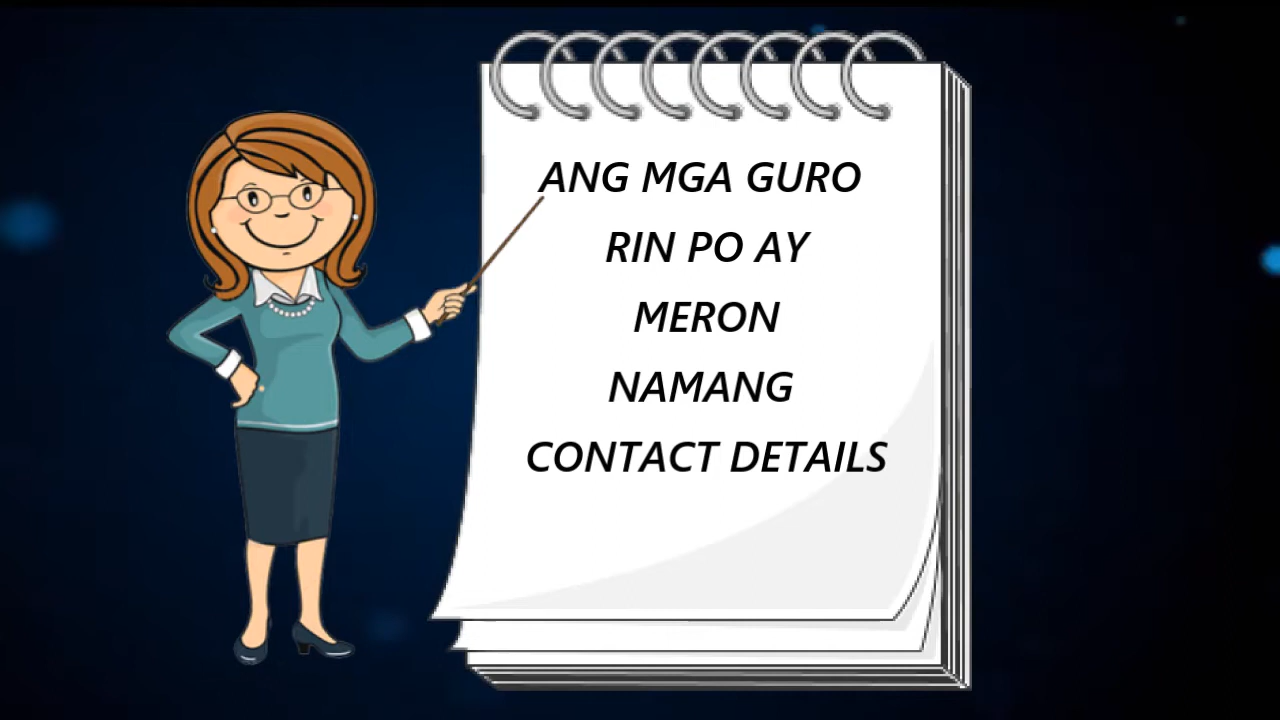 ANG MGA GURO
RIN PO AY
MERON
NAMANG
CONTACT DETAILS